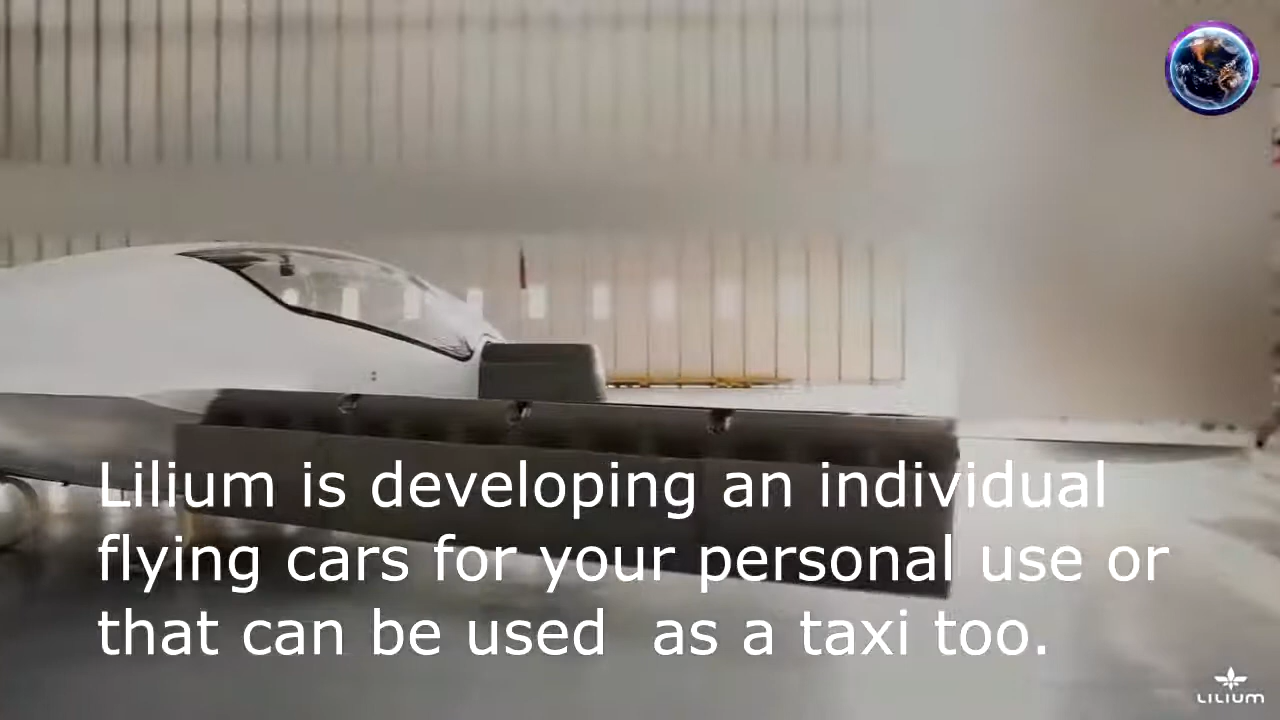 Lilium is developing an individual
flying cars for your personal use or
that can be used  as a taxi too.
LILIUM